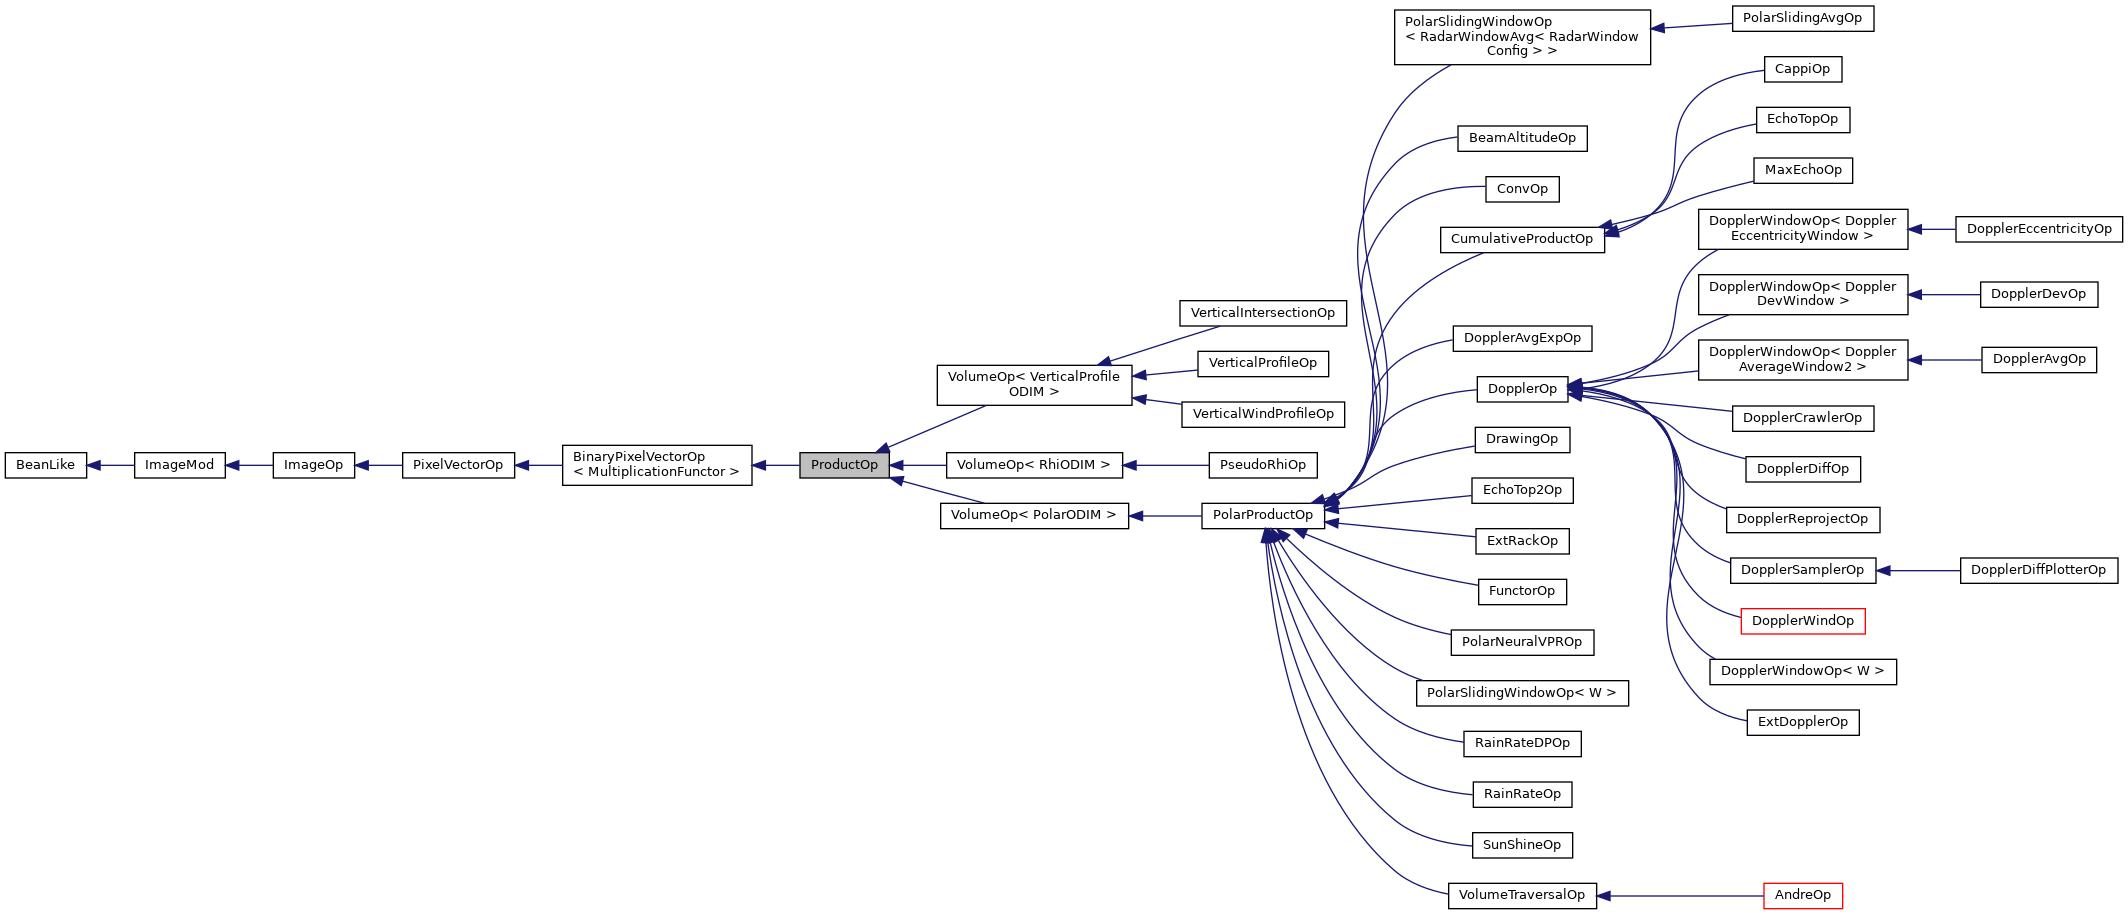 BeanLike
ImageMod
ImageOp
PixelVectorOp
BinaryPixelVectorOp
< MultiplicationFunctor >
ProductOp
VolumeOp< VerticalProfile
ODIM >
VolumeOp< RhiODIM >
VolumeOp< PolarODIM >
VerticalIntersectionOp
VerticalProfileOp
VerticalWindProfileOp
PseudoRhiOp
PolarProductOp
PolarSlidingWindowOp
< RadarWindowAvg< RadarWindow
Config > >
BeamAltitudeOp
ConvOp
CumulativeProductOp
DopplerAvgExpOp
DopplerOp
DrawingOp
EchoTop2Op
ExtRackOp
FunctorOp
PolarNeuralVPROp
PolarSlidingWindowOp< W >
RainRateDPOp
RainRateOp
SunShineOp
VolumeTraversalOp
PolarSlidingAvgOp
CappiOp
EchoTopOp
MaxEchoOp
DopplerWindowOp< Doppler
EccentricityWindow >
DopplerWindowOp< Doppler
DevWindow >
DopplerWindowOp< Doppler
AverageWindow2 >
DopplerCrawlerOp
DopplerDiffOp
DopplerReprojectOp
DopplerSamplerOp
DopplerWindOp
DopplerWindowOp< W >
ExtDopplerOp
AndreOp
DopplerEccentricityOp
DopplerDevOp
DopplerAvgOp
DopplerDiffPlotterOp